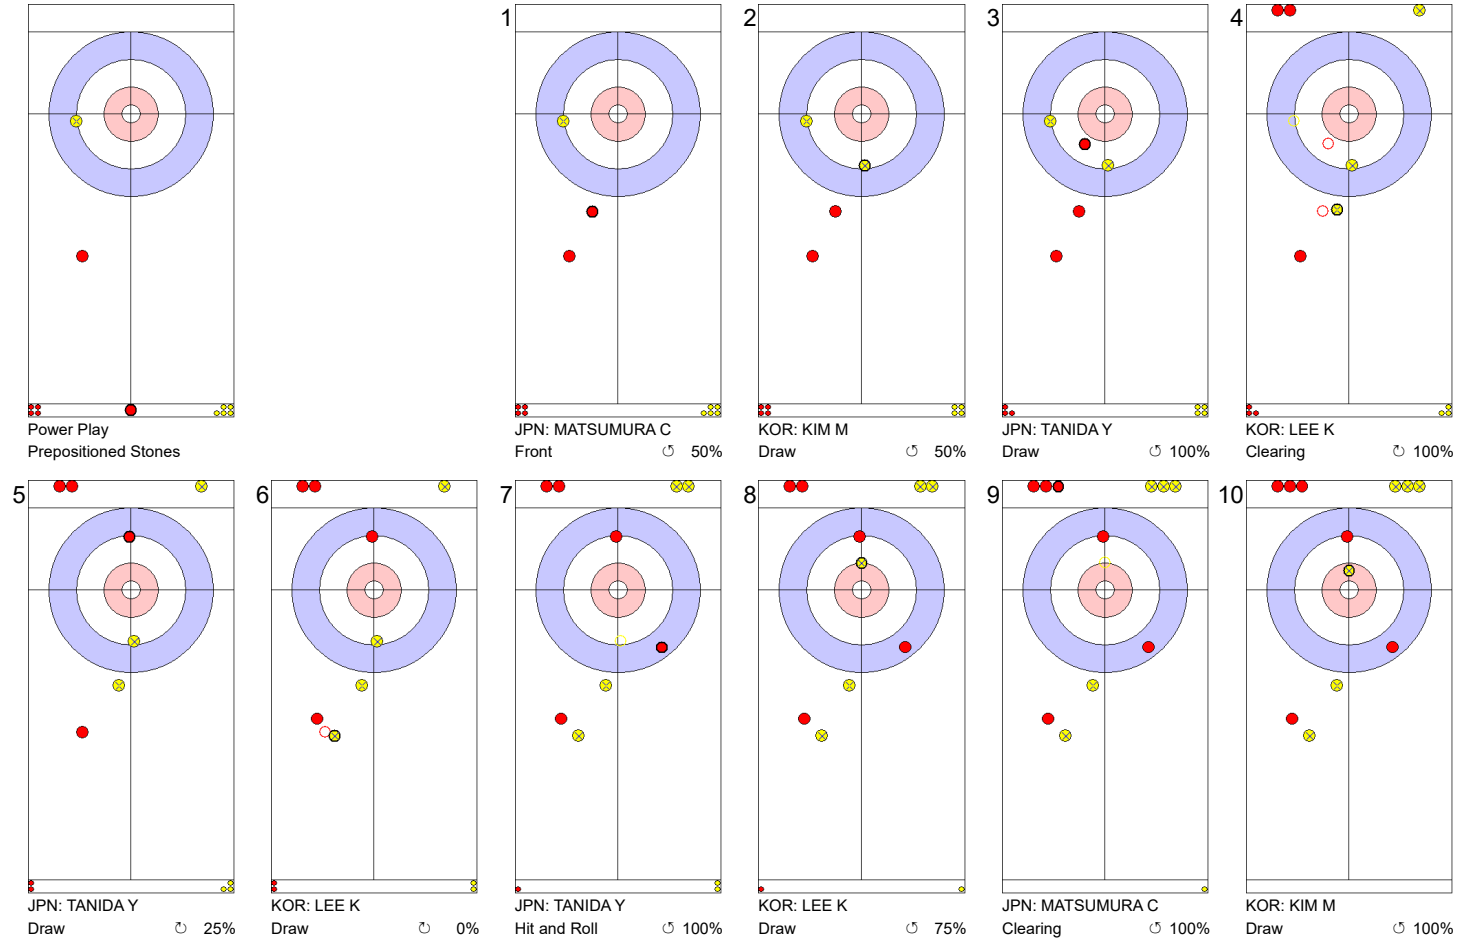 Power Play
Prepositioned Stones
1
JPN: MATSUMURA C
Front ↺ 50%
2
KOR: KIM M
Draw ↺ 50%
3
JPN: TANIDA Y
Draw ↺ 100%
4
KOR: LEE K
Clearing ↻ 100%
5
JPN: TANIDA Y
Draw ↻ 25%
6
KOR: LEE K
Draw ↻ 0%
7
JPN: TANIDA Y
Hit and Roll ↺ 100%
8
KOR: LEE K
Draw ↺ 75%
9
JPN: MATSUMURA C
Clearing ↺ 100%
10
KOR: KIM M
Draw ↺ 100%